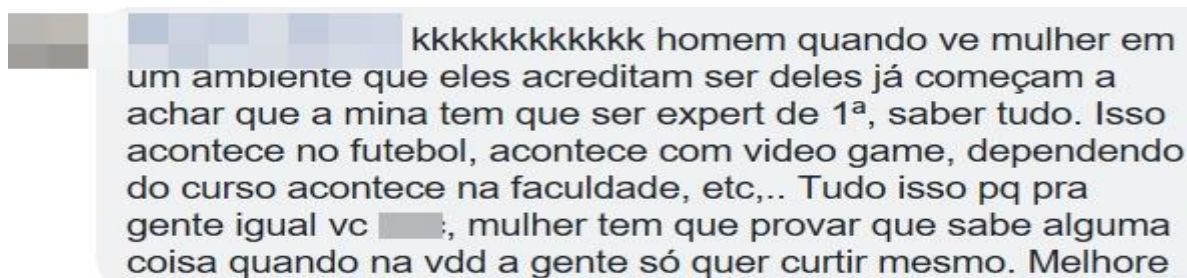 kkkkkkkkkkkk homem quando ve mulher em
um ambiente que eles acreditam ser deles já começam a
achar que a mina tem que ser expert de 1ª, saber tudo. Isso
acontece no futebol, acontece com video game, dependendo
do curso acontece na faculdade, etc,.. Tudo isso pq pra
gente igual vc , mulher tem que provar que sabe alguma
coisa quando na vdd a gente só quer curtir mesmo. Melhore